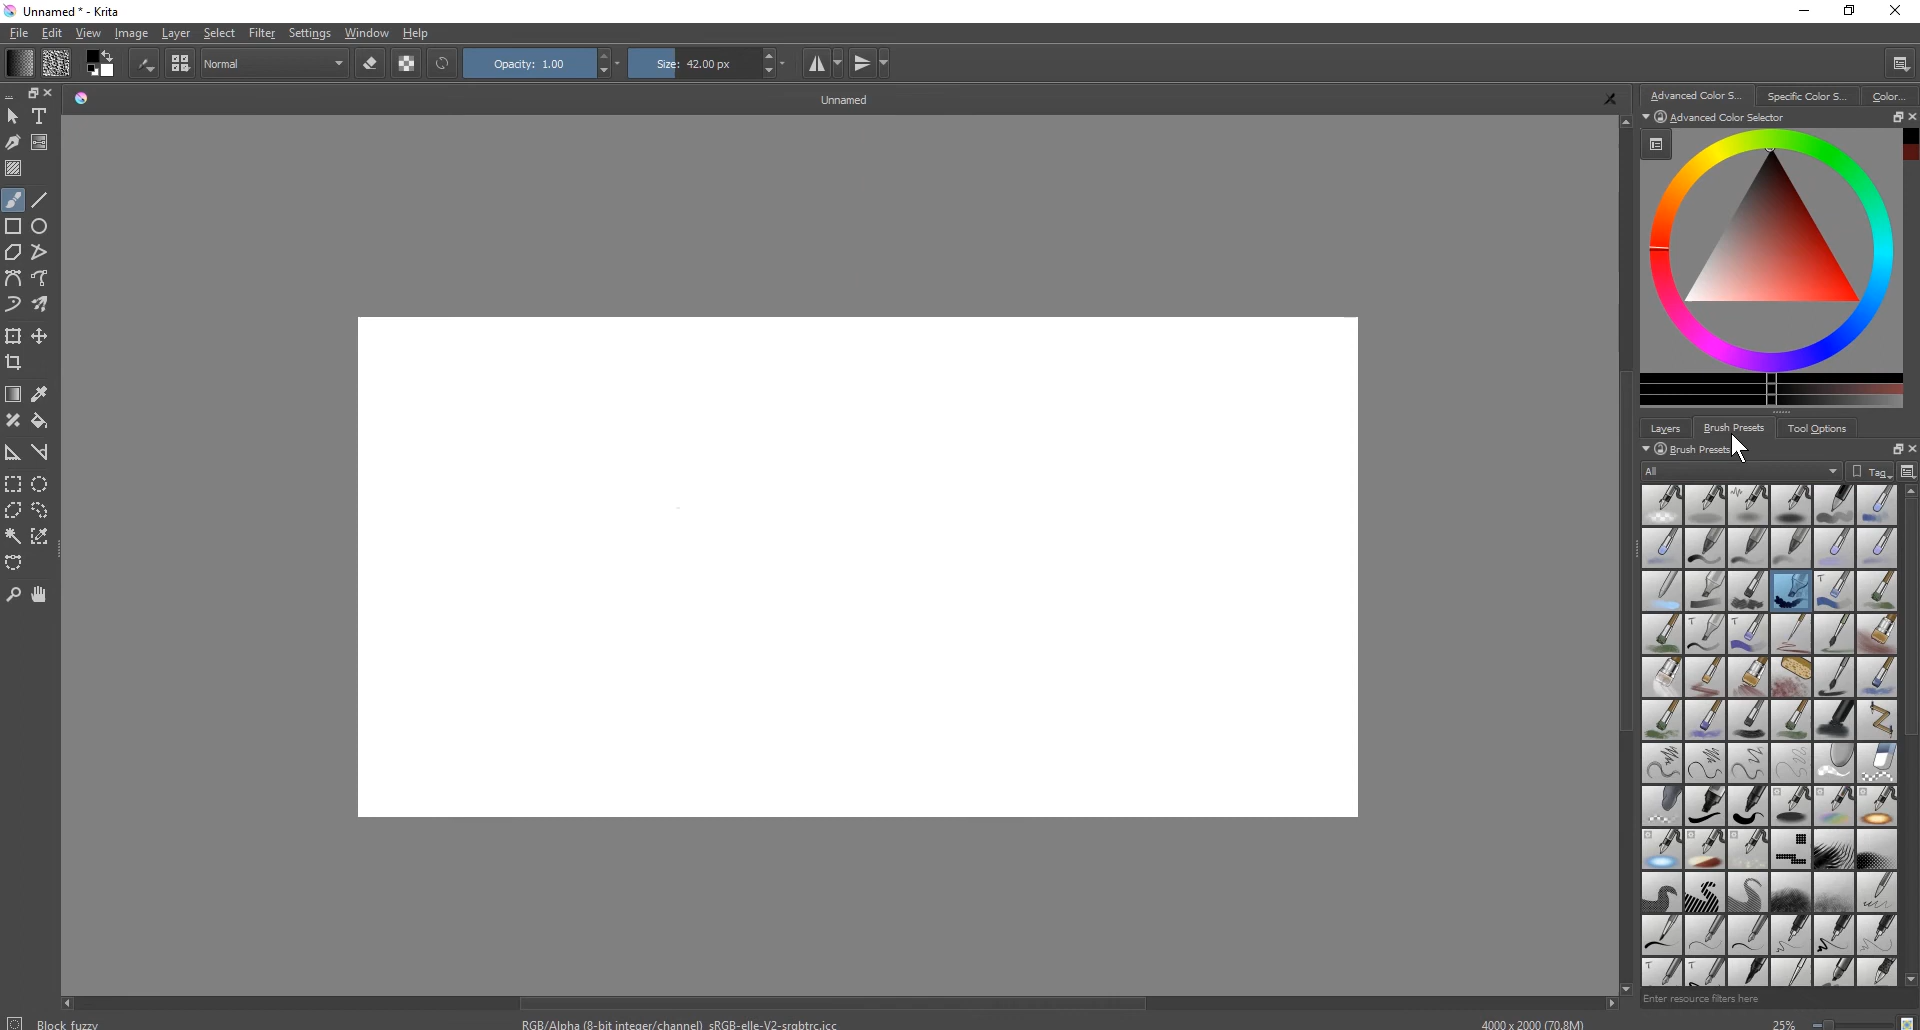 Unnamed * - Krita
File Edit View Image Layer Select Filter Settings Window Help
Normal
Opacity: 1.00
Size: 42.00 px
Unnamed
Advanced Color S... Specific Color S... Color...
Advanced Color Selector
Layers Brush Presets Tool Options
Brush Presets
All
Tag
Enter resource filters here
Block fuzzy
RGB/Alpha (8-bit integer/channel) sRGB-elle-V2-srgbtrc.icc
4000 x 2000 (70.8M)
25%